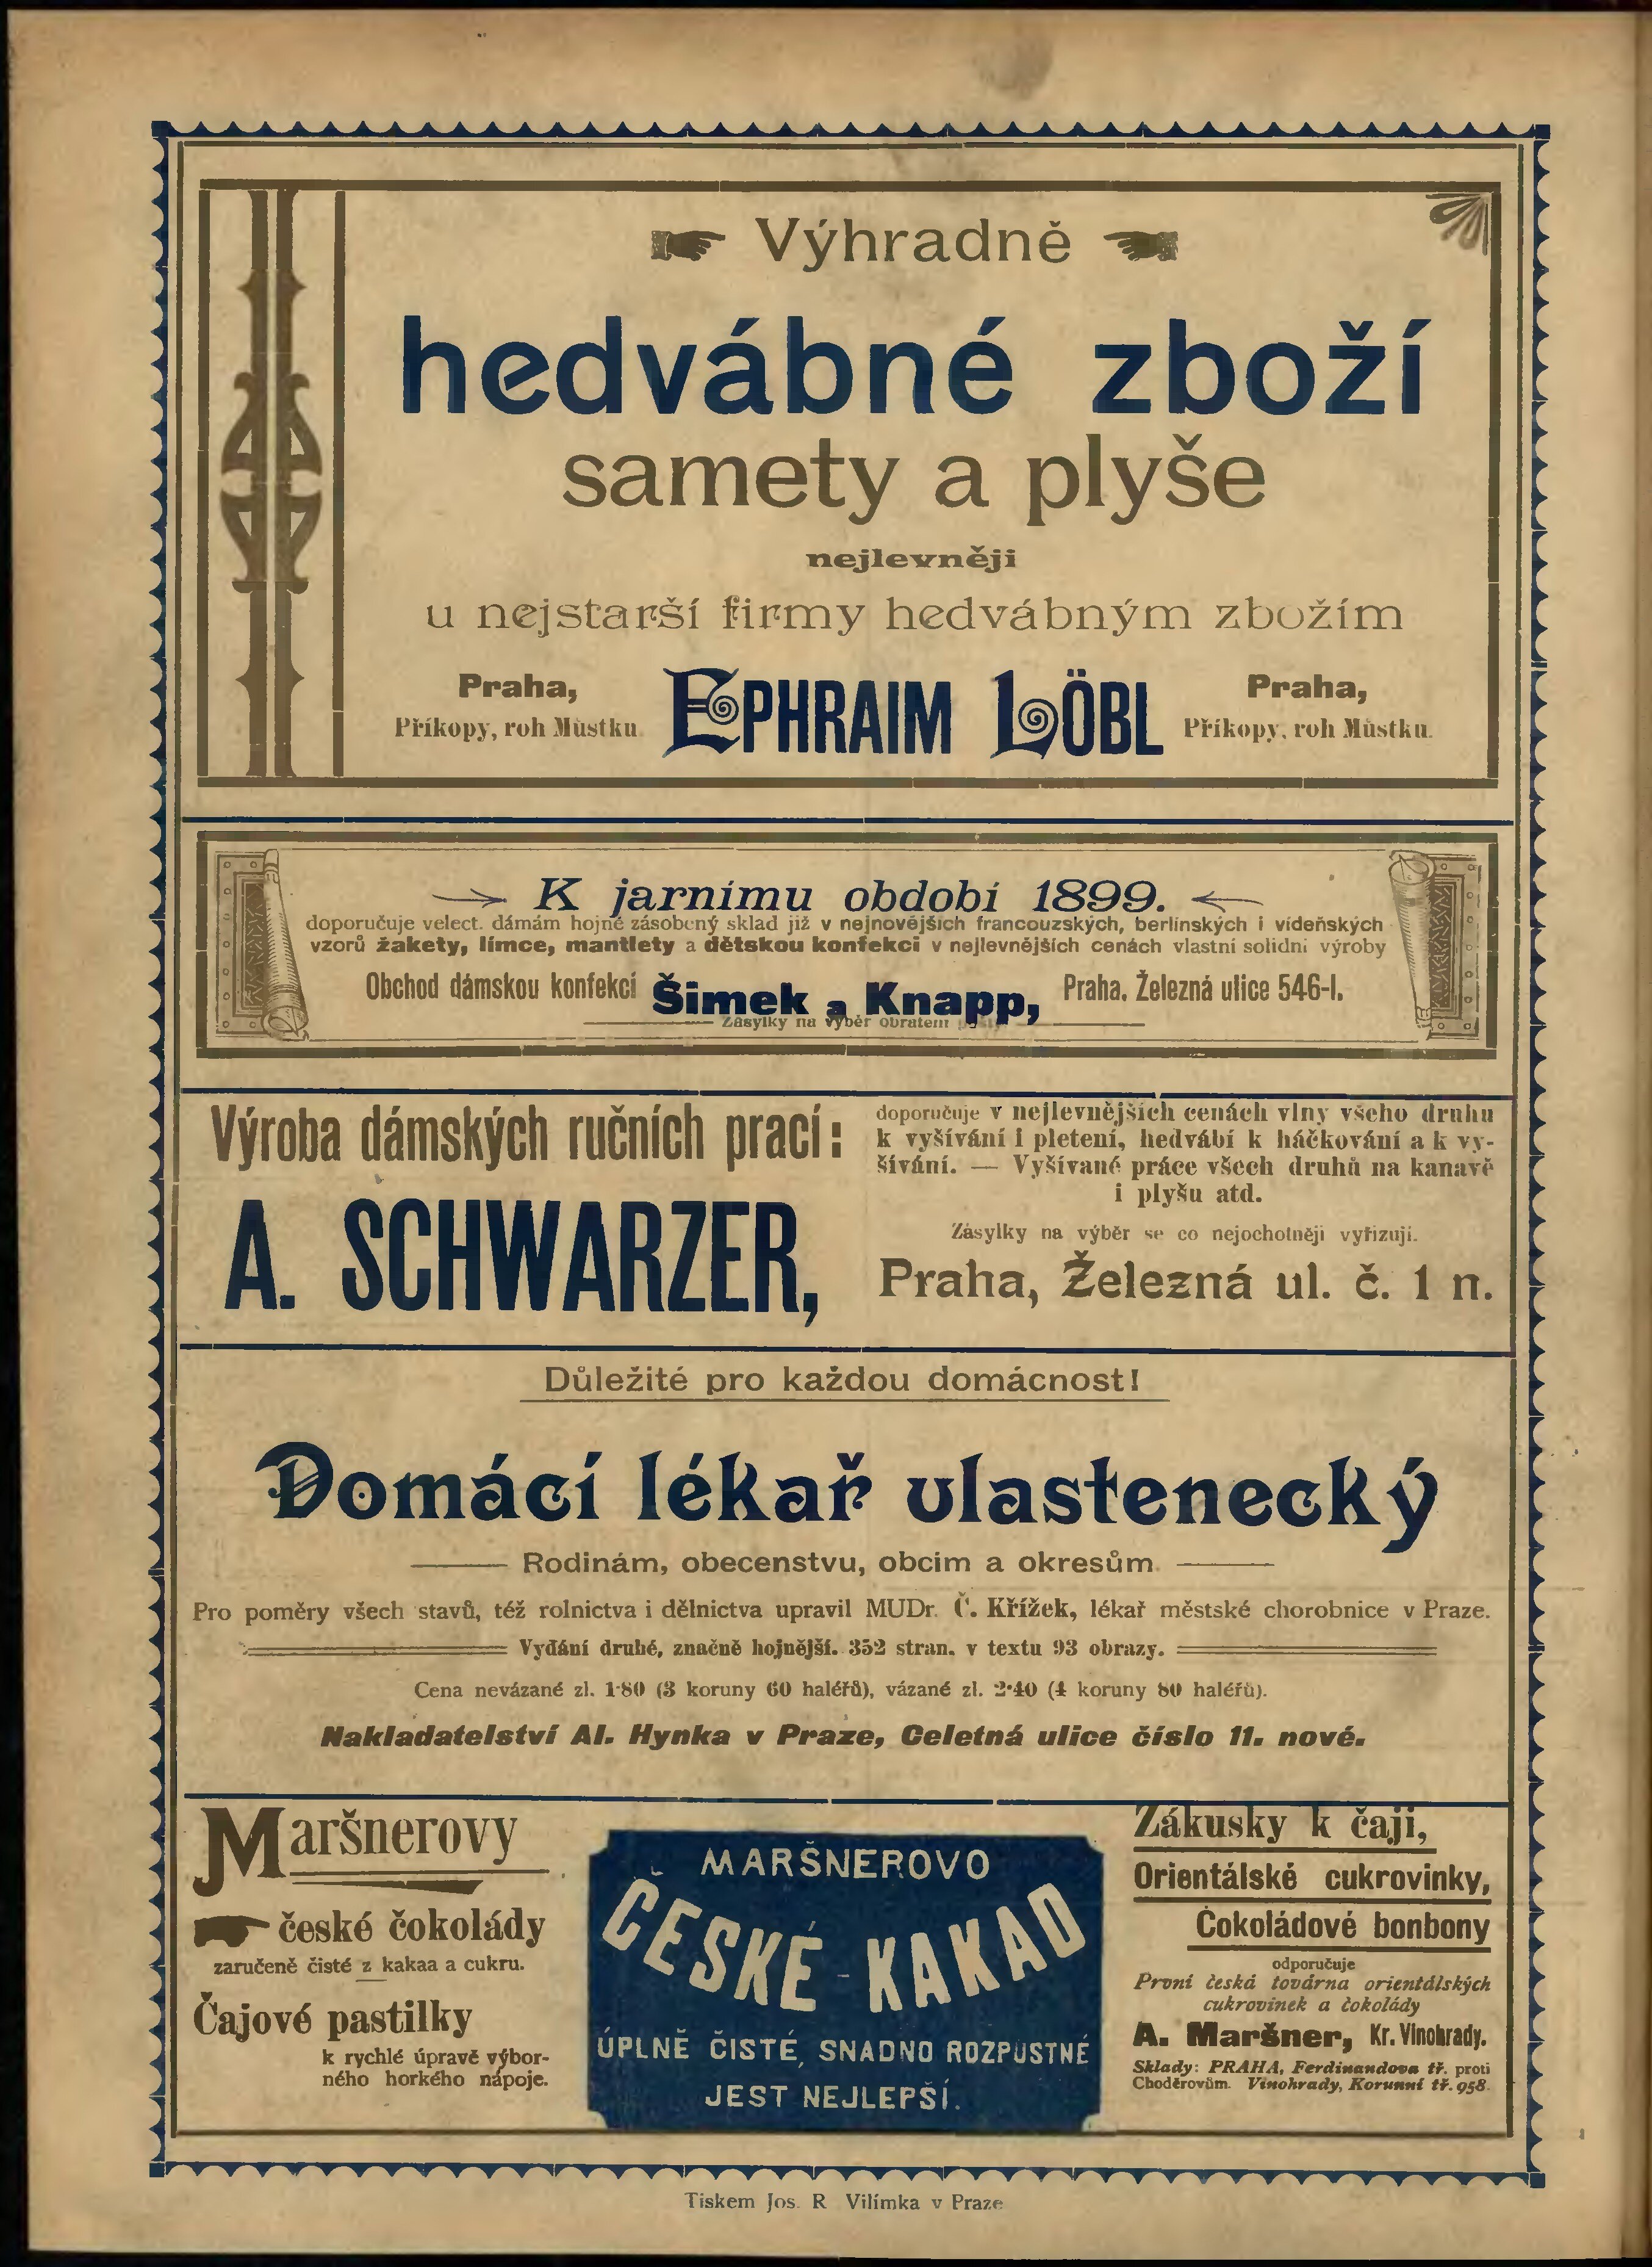 Výhradně
hedvábné zboží
samety a plyše
nejlevněji
u nejstarší firmy hedvábným zbožím
Praha,
Příkopy, roh Můstku.
EPHRAIM LÖBL
Praha,
Příkopy, roh Můstku.
K jarnímu období 1899.
doporučuje velect. dámám hojně zásobený sklad již v nejnovějších francouzských, berlínských i vídeňských
vzorů žakety, límce, mantlety a dětskou konfekci v nejlevnějších cenách vlastní solidní výroby
Obchod dámskou konfekcí Šimek a Knapp, Praha, Železná ulice 546-I.
Zásylky na výběr obratem
Výroba dámských ručních prací:
A. SCHWARZER,
doporučuje v nejlevnějších cenách vlny všeho druhu
k vyšívání i pletení, hedvábí k háčkování a k vy-
šívání. — Vyšívané práce všech druhů na kanavě
i plyšu atd.
Zásylky na výběr se co nejochotněji vyřizují.
Praha, Železná ul. č. 1 n.
Důležité pro každou domácnost!
Domácí lékař vlastenecký
Rodinám, obecenstvu, obcím a okresům.
Pro poměry všech stavů, též rolnictva i dělnictva upravil MUDr. Č. Křížek, lékař městské chorobnice v Praze.
Vydání druhé, značně hojnější. 352 stran, v textu 93 obrazy.
Cena nevázané zl. 1·80 (3 koruny 60 haléřů), vázané zl. 2·40 (4 koruny 80 haléřů).
Nakladatelství Al. Hynka v Praze, Celetná ulice číslo 11. nové.
Maršnerovy
české čokolády
zaručeně čisté z kakaa a cukru.
Čajové pastilky
k rychlé úpravě výbor-
ného horkého nápoje.
MARŠNEROVO
ČESKÉ-KAKAO
ÚPLNĚ ČISTÉ, SNADNO ROZPUSTNÉ
JEST NEJLEPŠÍ.
Zákusky k čaji,
Orientálské cukrovinky,
Čokoládové bonbony
odporučuje
První česká továrna orientálských
cukrovinek a čokolády
A. Maršner, Kr. Vinohrady.
Sklady: PRAHA, Ferdinandova tř. proti
Choděrovům. Vinohrady, Korunní tř. 958.
Tiskem Jos. R. Vilímka v Praze